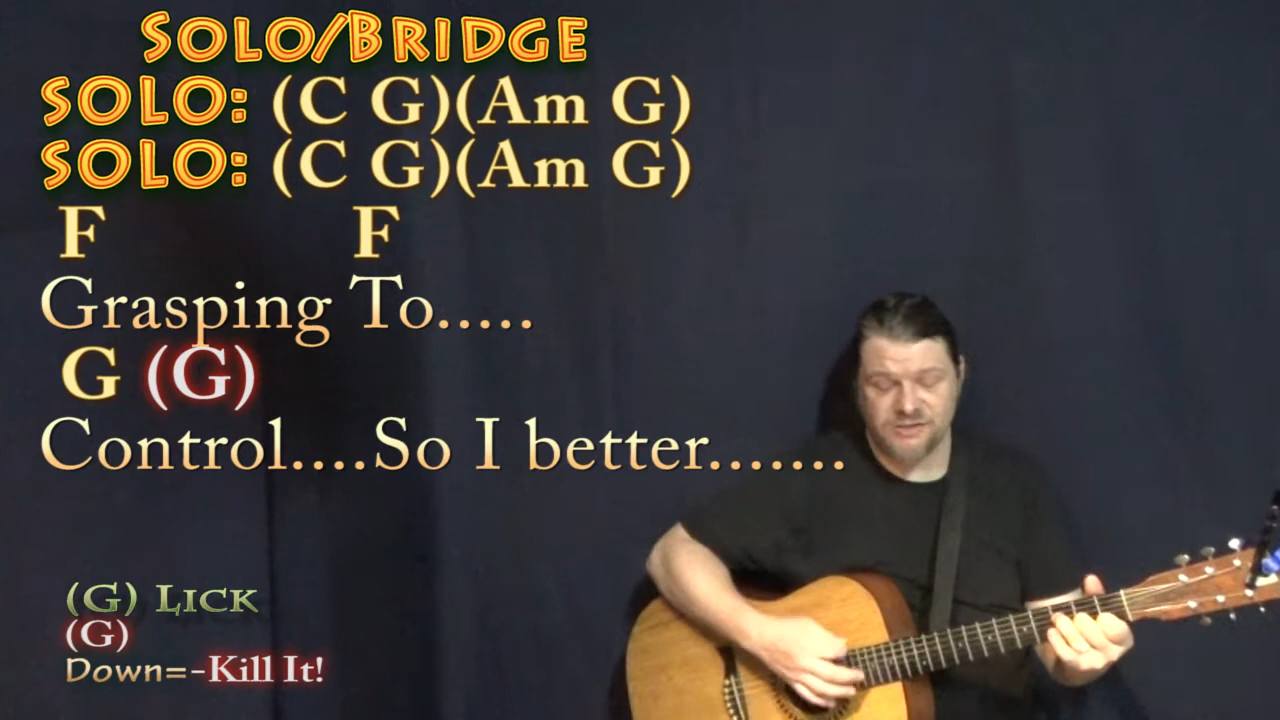 Solo/Bridge
Solo: (C G)(Am G)
Solo: (C G)(Am G)
F F
Grasping To.....
G (G)
Control....So I better.......
(G) Lick
(G)
Down=-Kill It!